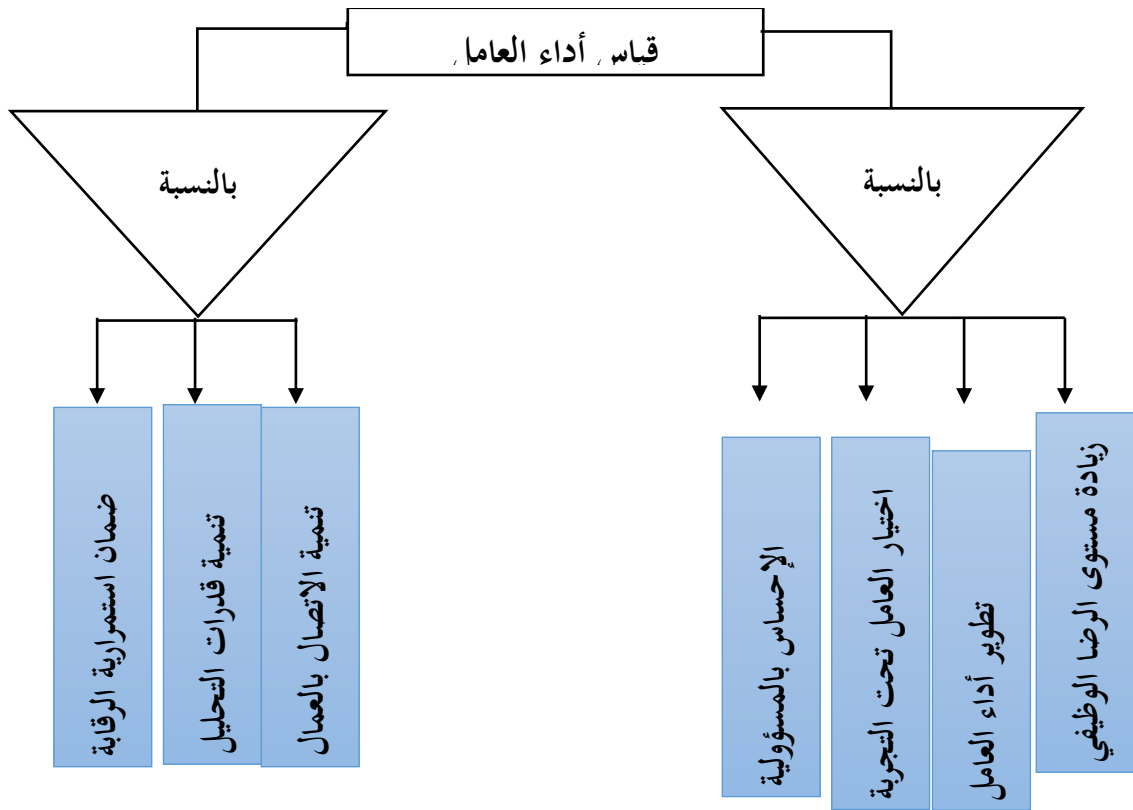 قياس أداء العامل
بالنسبة
بالنسبة
زيادة مستوى الرضا الوظيفي
تطوير أداء العامل
اختيار العامل تحت التجربة
الإحساس بالمسؤولية
تنمية الاتصال بالعمال
تنمية قدرات التحليل
ضمان استمرارية الرقابة